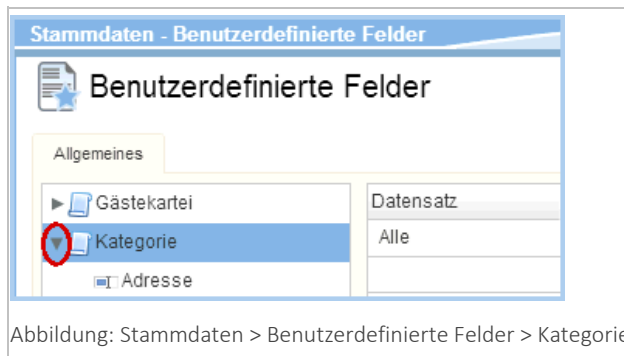 Stammdaten - Benutzerdefinierte Felder
Benutzerdefinierte Felder
Allgemeines
Gästekartei
Datensatz
Kategorie
Alle
Adresse
Abbildung: Stammdaten > Benutzerdefinierte Felder > Kategorie